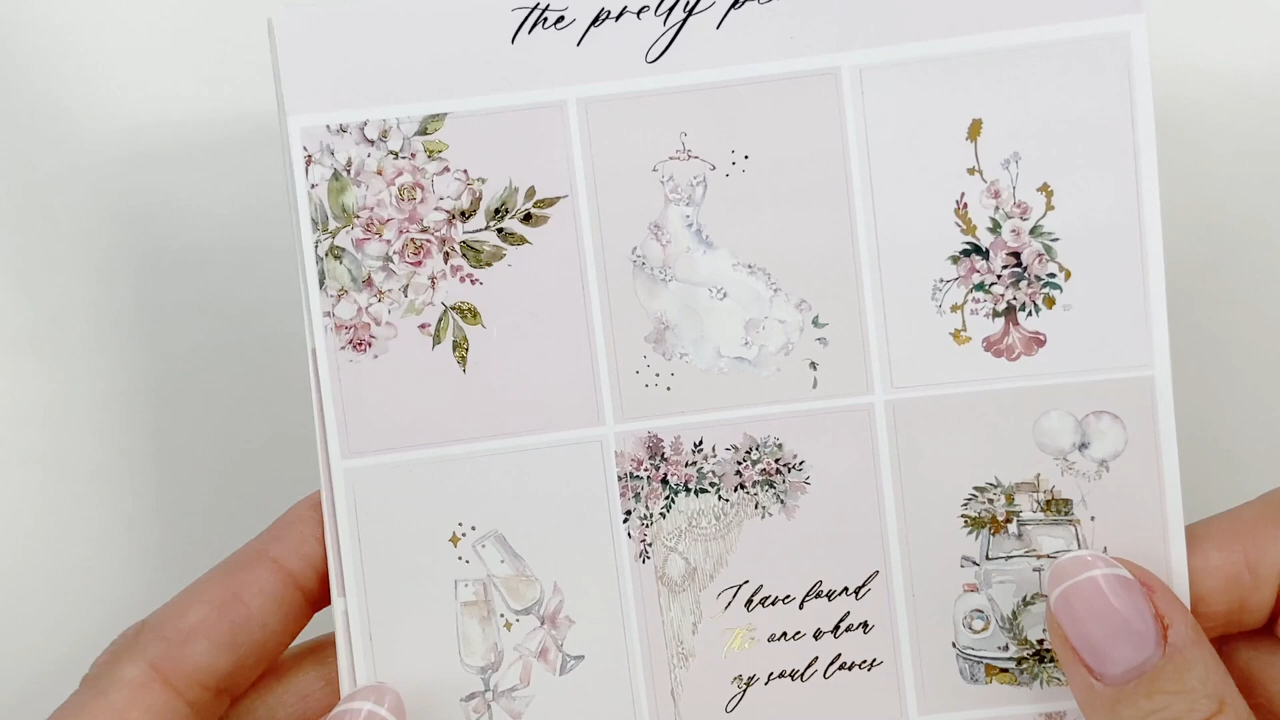 the pretty
I have found
the one whom
my soul loves